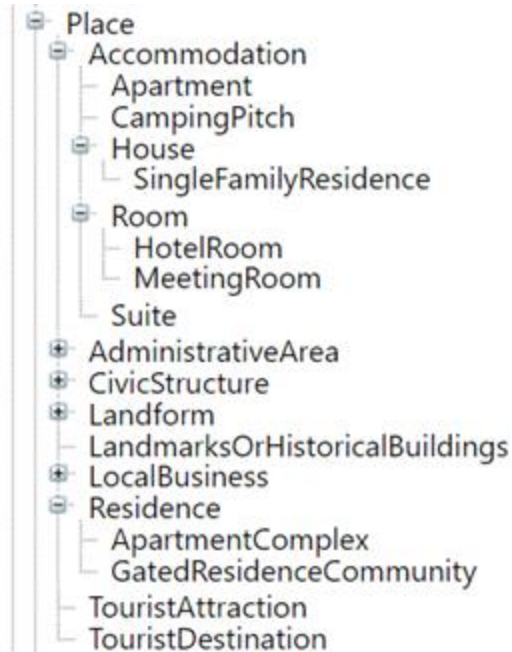 Place
Accommodation
Apartment
CampingPitch
House
SingleFamilyResidence
Room
HotelRoom
MeetingRoom
Suite
AdministrativeArea
CivicStructure
Landform
LandmarksOrHistoricalBuildings
LocalBusiness
Residence
ApartmentComplex
GatedResidenceCommunity
TouristAttraction
TouristDestination